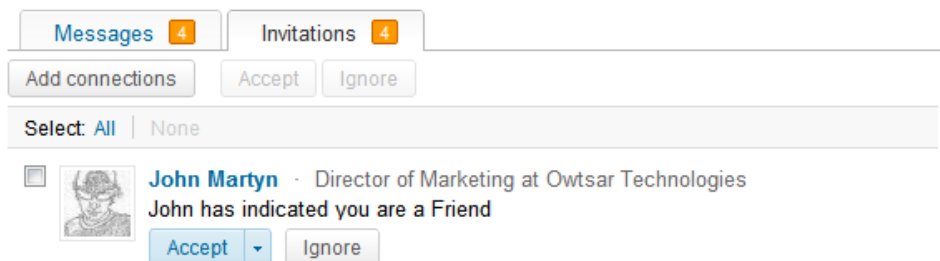 Messages 4 Invitations 4
Add connections Accept Ignore
Select: All None
John Martyn · Director of Marketing at Owtsar Technologies
John has indicated you are a Friend
Accept Ignore